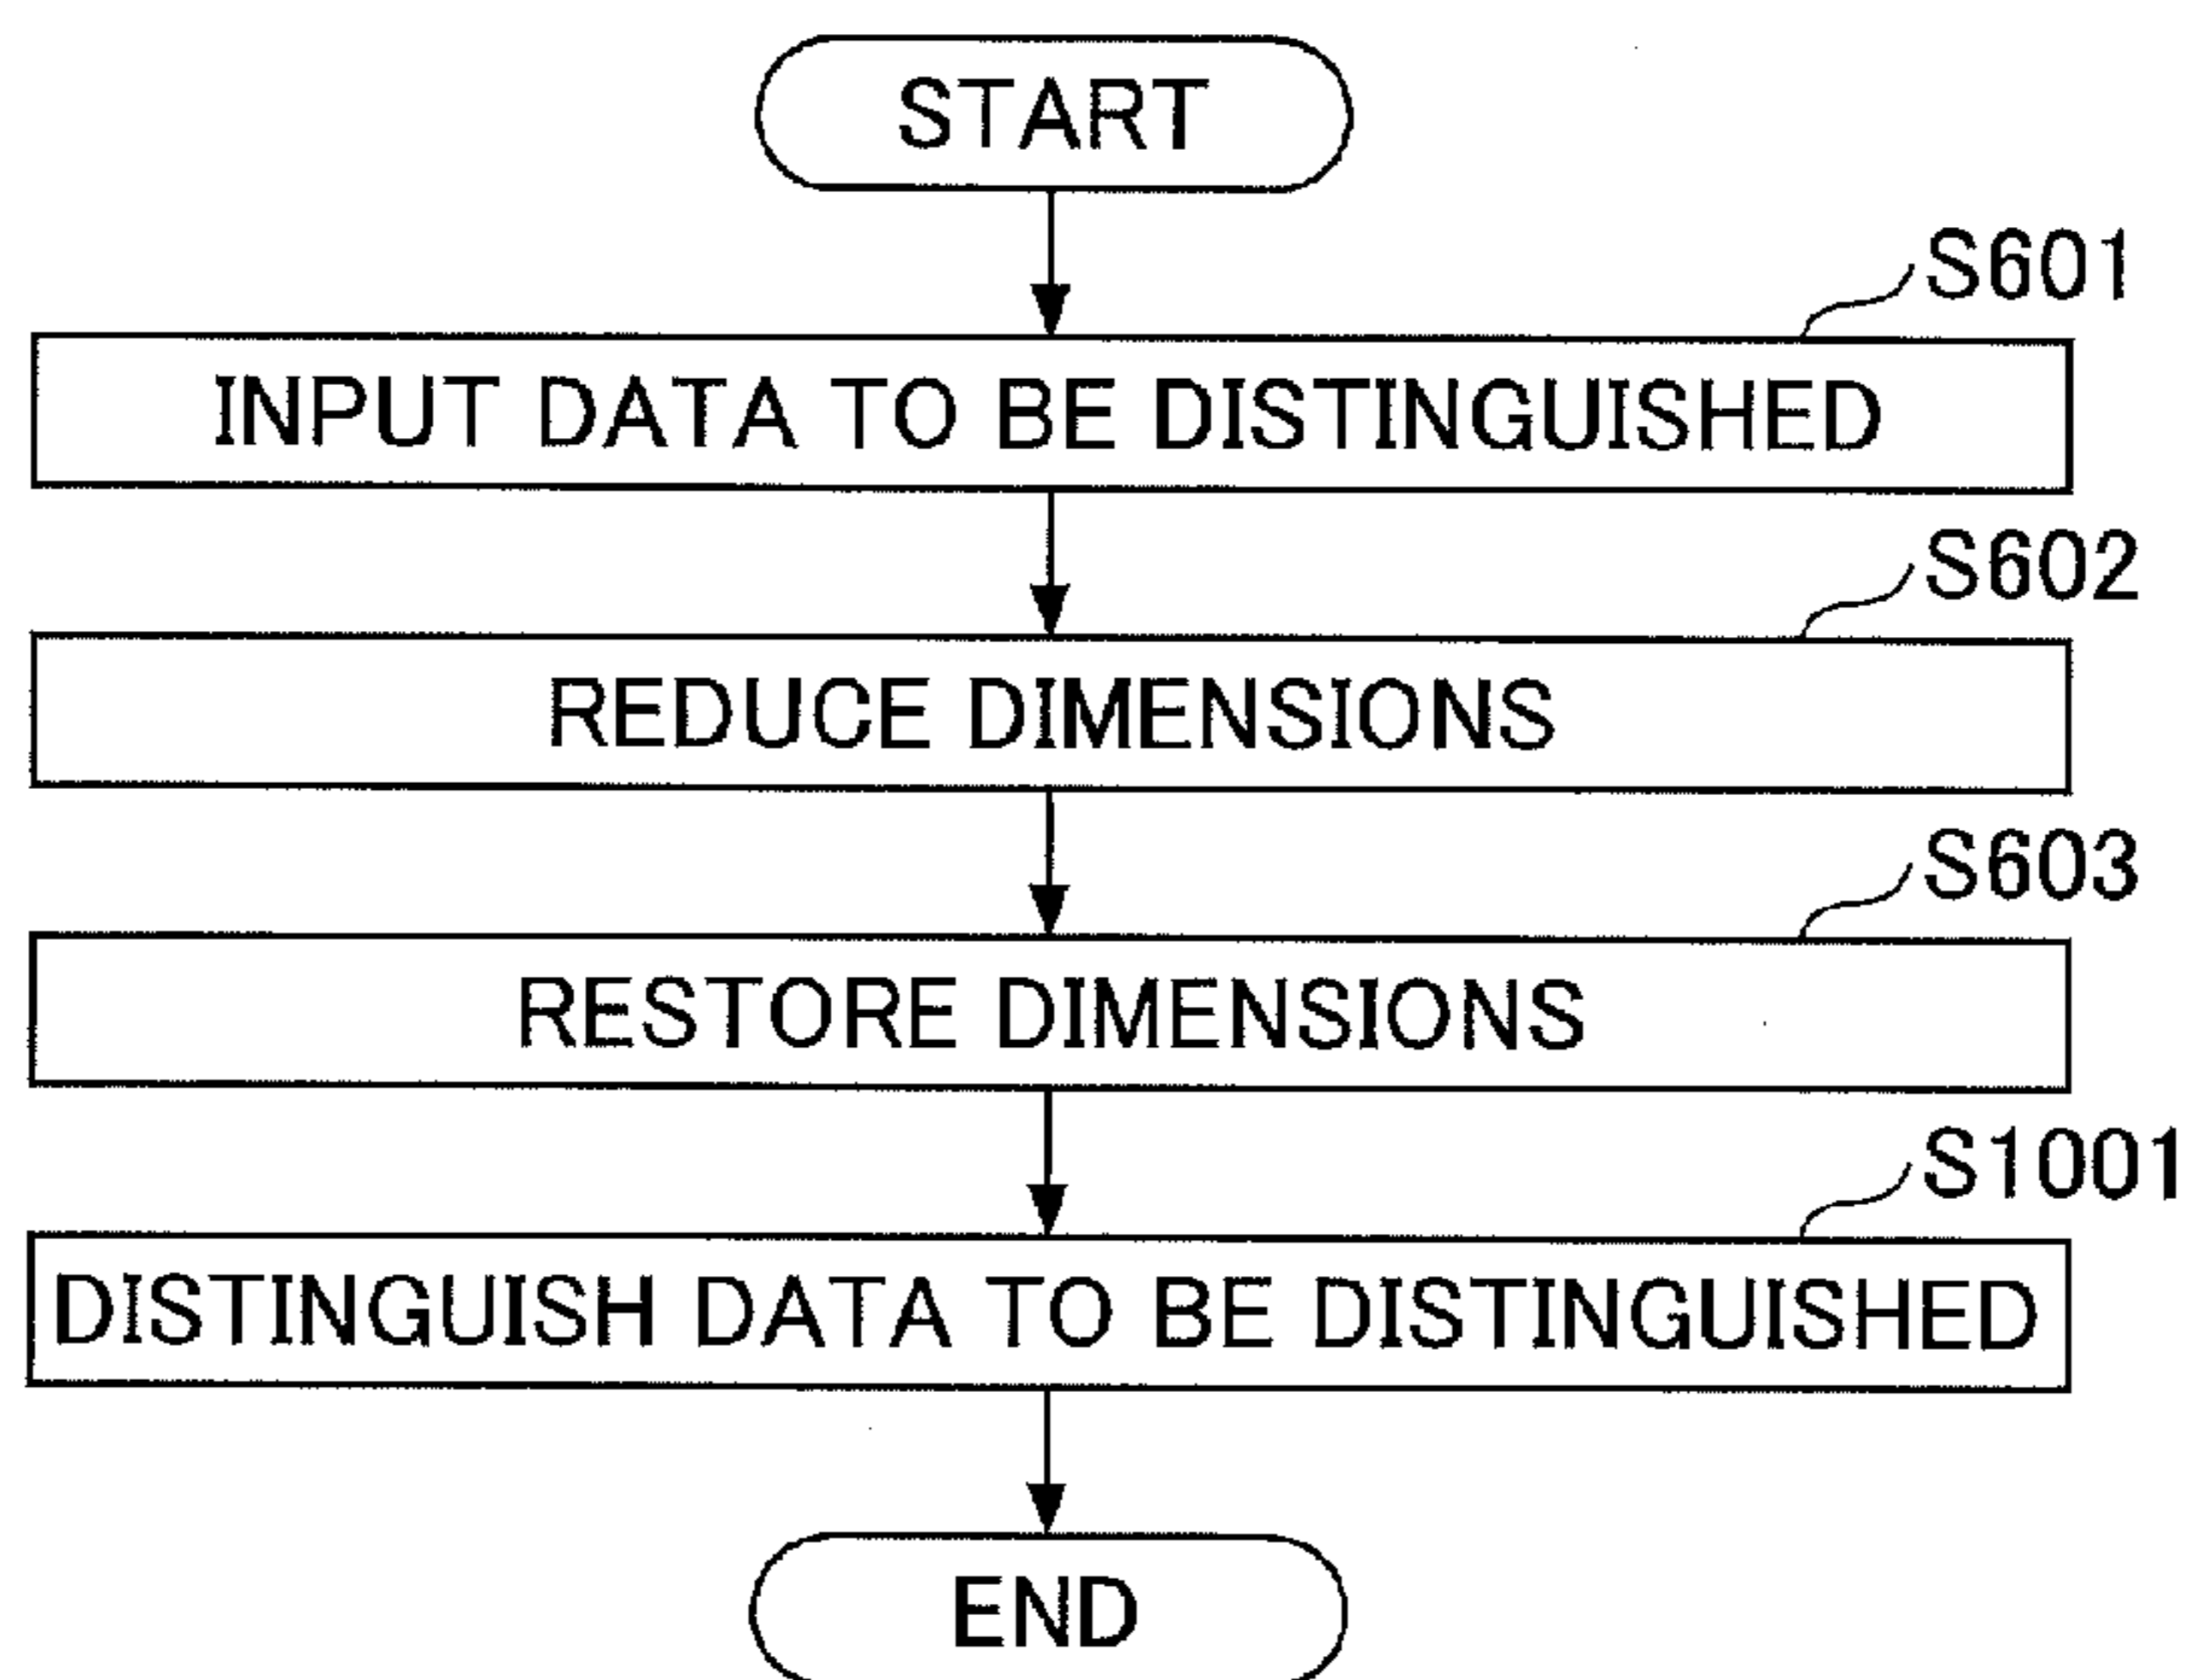 START
S601
INPUT DATA TO BE DISTINGUISHED
S602
REDUCE DIMENSIONS
S603
RESTORE DIMENSIONS
S1001
DISTINGUISH DATA TO BE DISTINGUISHED
END